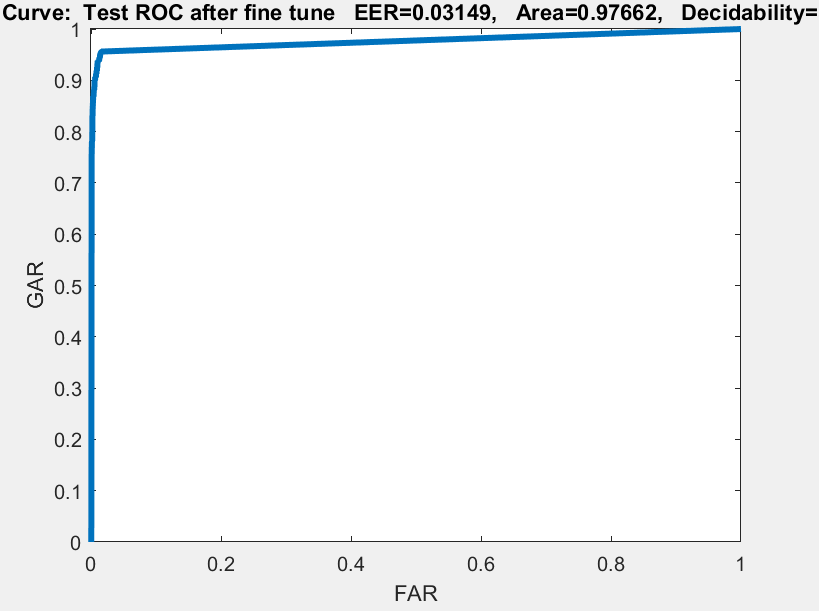 Curve: Test ROC after fine tune EER=0.03149, Area=0.97662, Decidability=
1
0.9
0.8
0.7
0.6
0.5
0.4
0.3
0.2
0.1
0
GAR
0 0.2 0.4 0.6 0.8 1
FAR